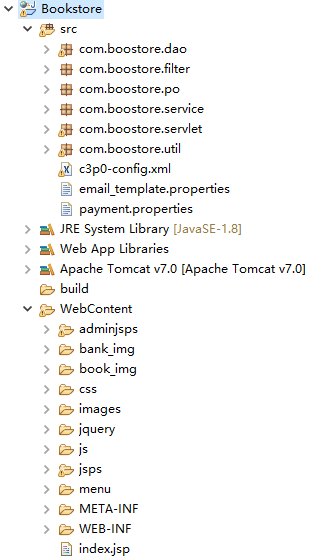 Bookstore
src
com.boostore.dao
com.boostore.filter
com.boostore.po
com.boostore.service
com.boostore.servlet
com.boostore.util
c3p0-config.xml
email_template.properties
payment.properties
JRE System Library [JavaSE-1.8]
Web App Libraries
Apache Tomcat v7.0 [Apache Tomcat v7.0]
build
WebContent
adminjsps
bank_img
book_img
css
images
jquery
js
jsps
menu
META-INF
WEB-INF
index.jsp